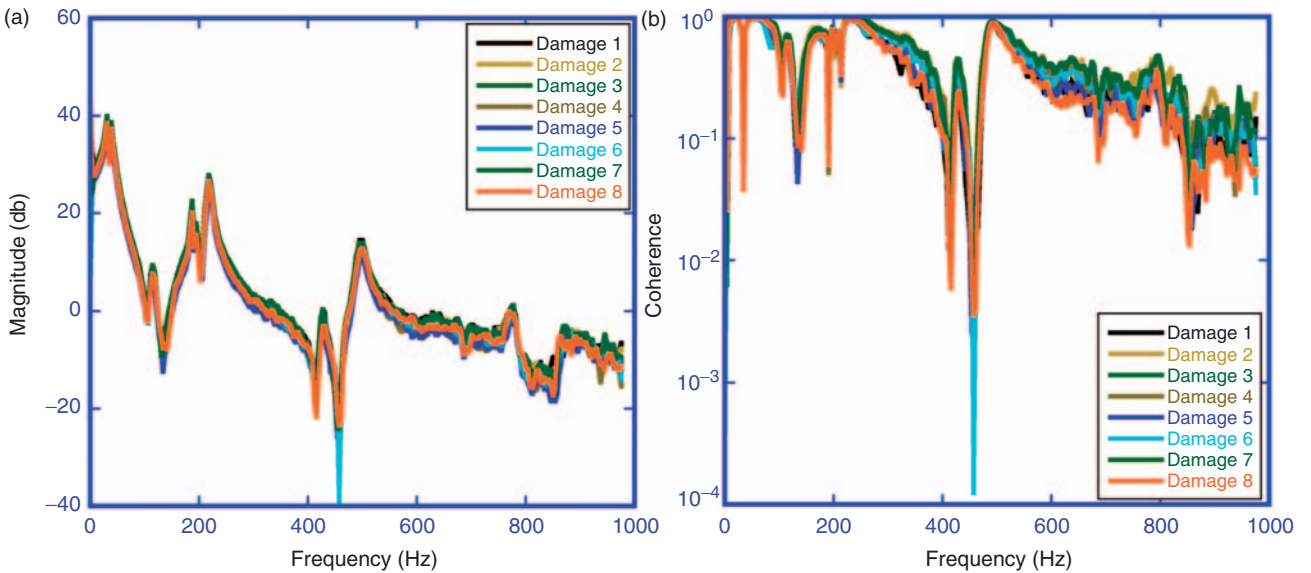 (a)
60
40
20
0
−20
−40
Magnitude (db)
0
200
400
600
800
1000
Frequency (Hz)
Damage 1
Damage 2
Damage 3
Damage 4
Damage 5
Damage 6
Damage 7
Damage 8
(b)
10⁰
10⁻¹
10⁻²
10⁻³
10⁻⁴
Coherence
0
200
400
600
800
1000
Frequency (Hz)
Damage 1
Damage 2
Damage 3
Damage 4
Damage 5
Damage 6
Damage 7
Damage 8